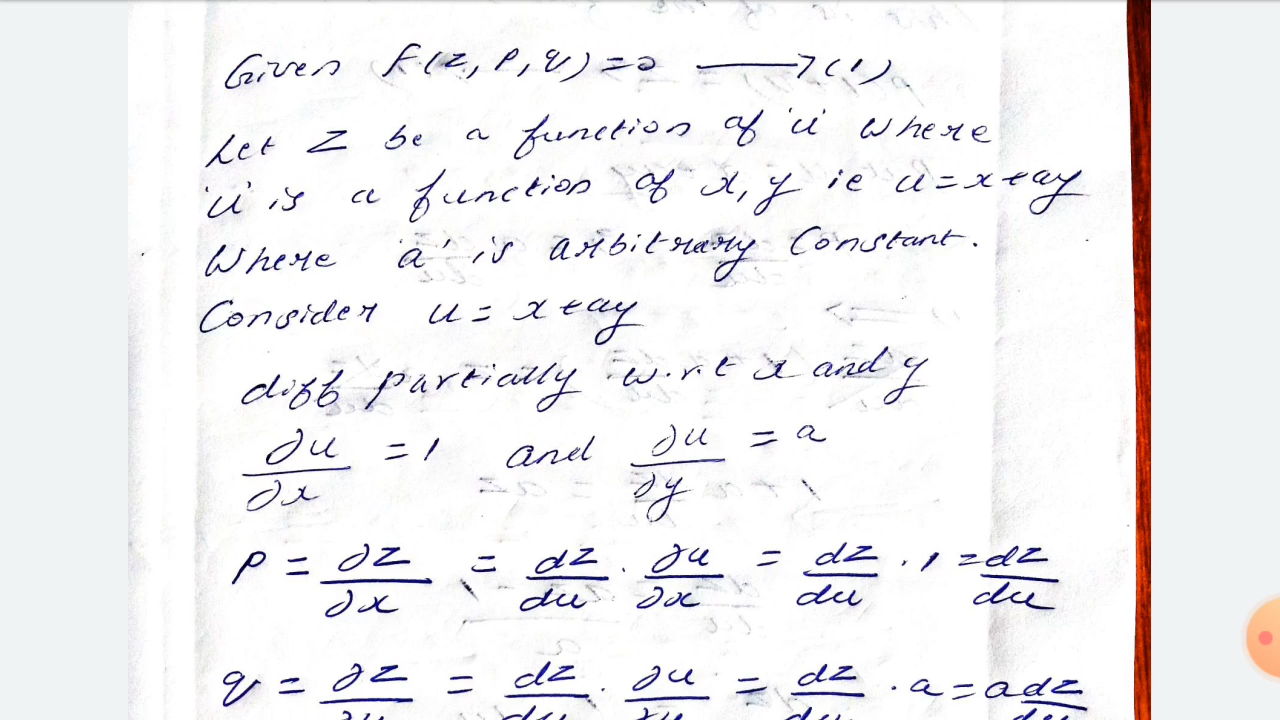 Given f(z, p, q) = 0 ⟶ (1)
Let Z be a function of 'u' where
'u' is a function of x, y ie u = x+ay
Where 'a' is arbitrary Constant.
Consider u = x+ay
diff partially w.r.t x and y
∂u/∂x = 1 and ∂u/∂y = a
P = ∂z/∂x = dz/du · ∂u/∂x = dz/du · 1 = dz/du
q = ∂z/∂y = dz/du · ∂u/∂y = dz/du · a = a dz/du